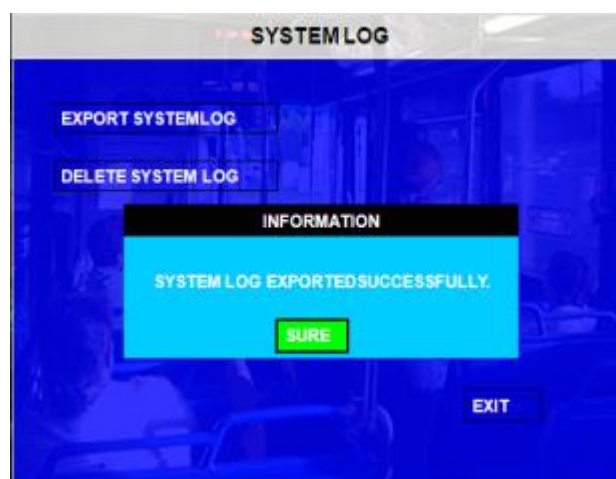 SYSTEM LOG
EXPORT SYSTEMLOG
DELETE SYSTEM LOG
INFORMATION
SYSTEM LOG EXPORTEDSUCCESSFULLY.
SURE
EXIT